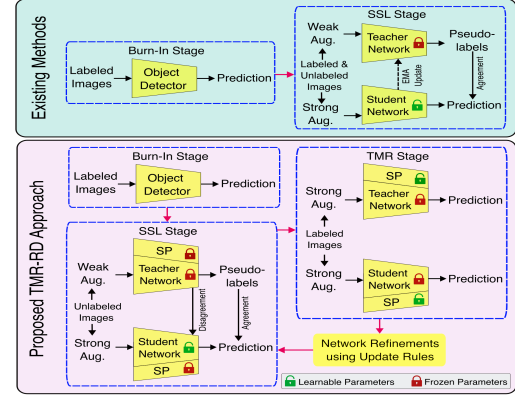 Existing Methods
Burn-In Stage
Labeled
Images
Object
Detector
Prediction
SSL Stage
Weak
Aug.
Labeled &
Unlabeled
Images
Strong
Aug.
Teacher
Network
EMA
Update
Student
Network
Pseudo-
labels
Agreement
Prediction
Proposed TMR-RD Approach
Burn-In Stage
Labeled
Images
Object
Detector
Prediction
SSL Stage
Weak
Aug.
Unlabeled
Images
Strong
Aug.
SP
Teacher
Network
Disagreement
Student
Network
SP
Pseudo-
labels
Agreement
Prediction
TMR Stage
Strong
Aug.
Labeled
Images
Strong
Aug.
SP
Teacher
Network
Prediction
Student
Network
SP
Prediction
Network Refinements
using Update Rules
Learnable Parameters
Frozen Parameters